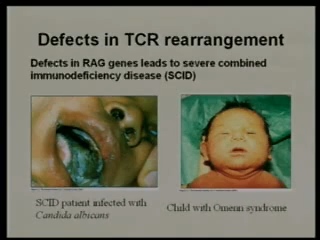 Defects in TCR rearrangement
Defects in RAG genes leads to severe combined
immunodeficiency disease (SCID)
SCID patient infected with
Candida albicans
Child with Omenn syndrome